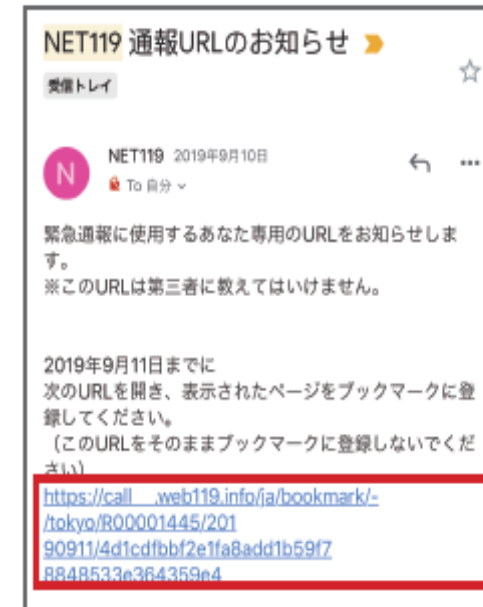 NET119 通報URLのお知らせ
受信トレイ
N
NET119 2019年9月10日
To 自分
緊急通報に使用するあなた専用のURLをお知らせしま
す。
※このURLは第三者に教えてはいけません。
2019年9月11日までに
次のURLを開き、表示されたページをブックマークに登
録してください。
（このURLをそのままブックマークに登録しないでくだ
さい）
https://call .web119.info/ja/bookmark/-
/tokyo/R00001445/201
90911/4d1cdfbbf2e1fa8add1b59f7
8848533e364359e4